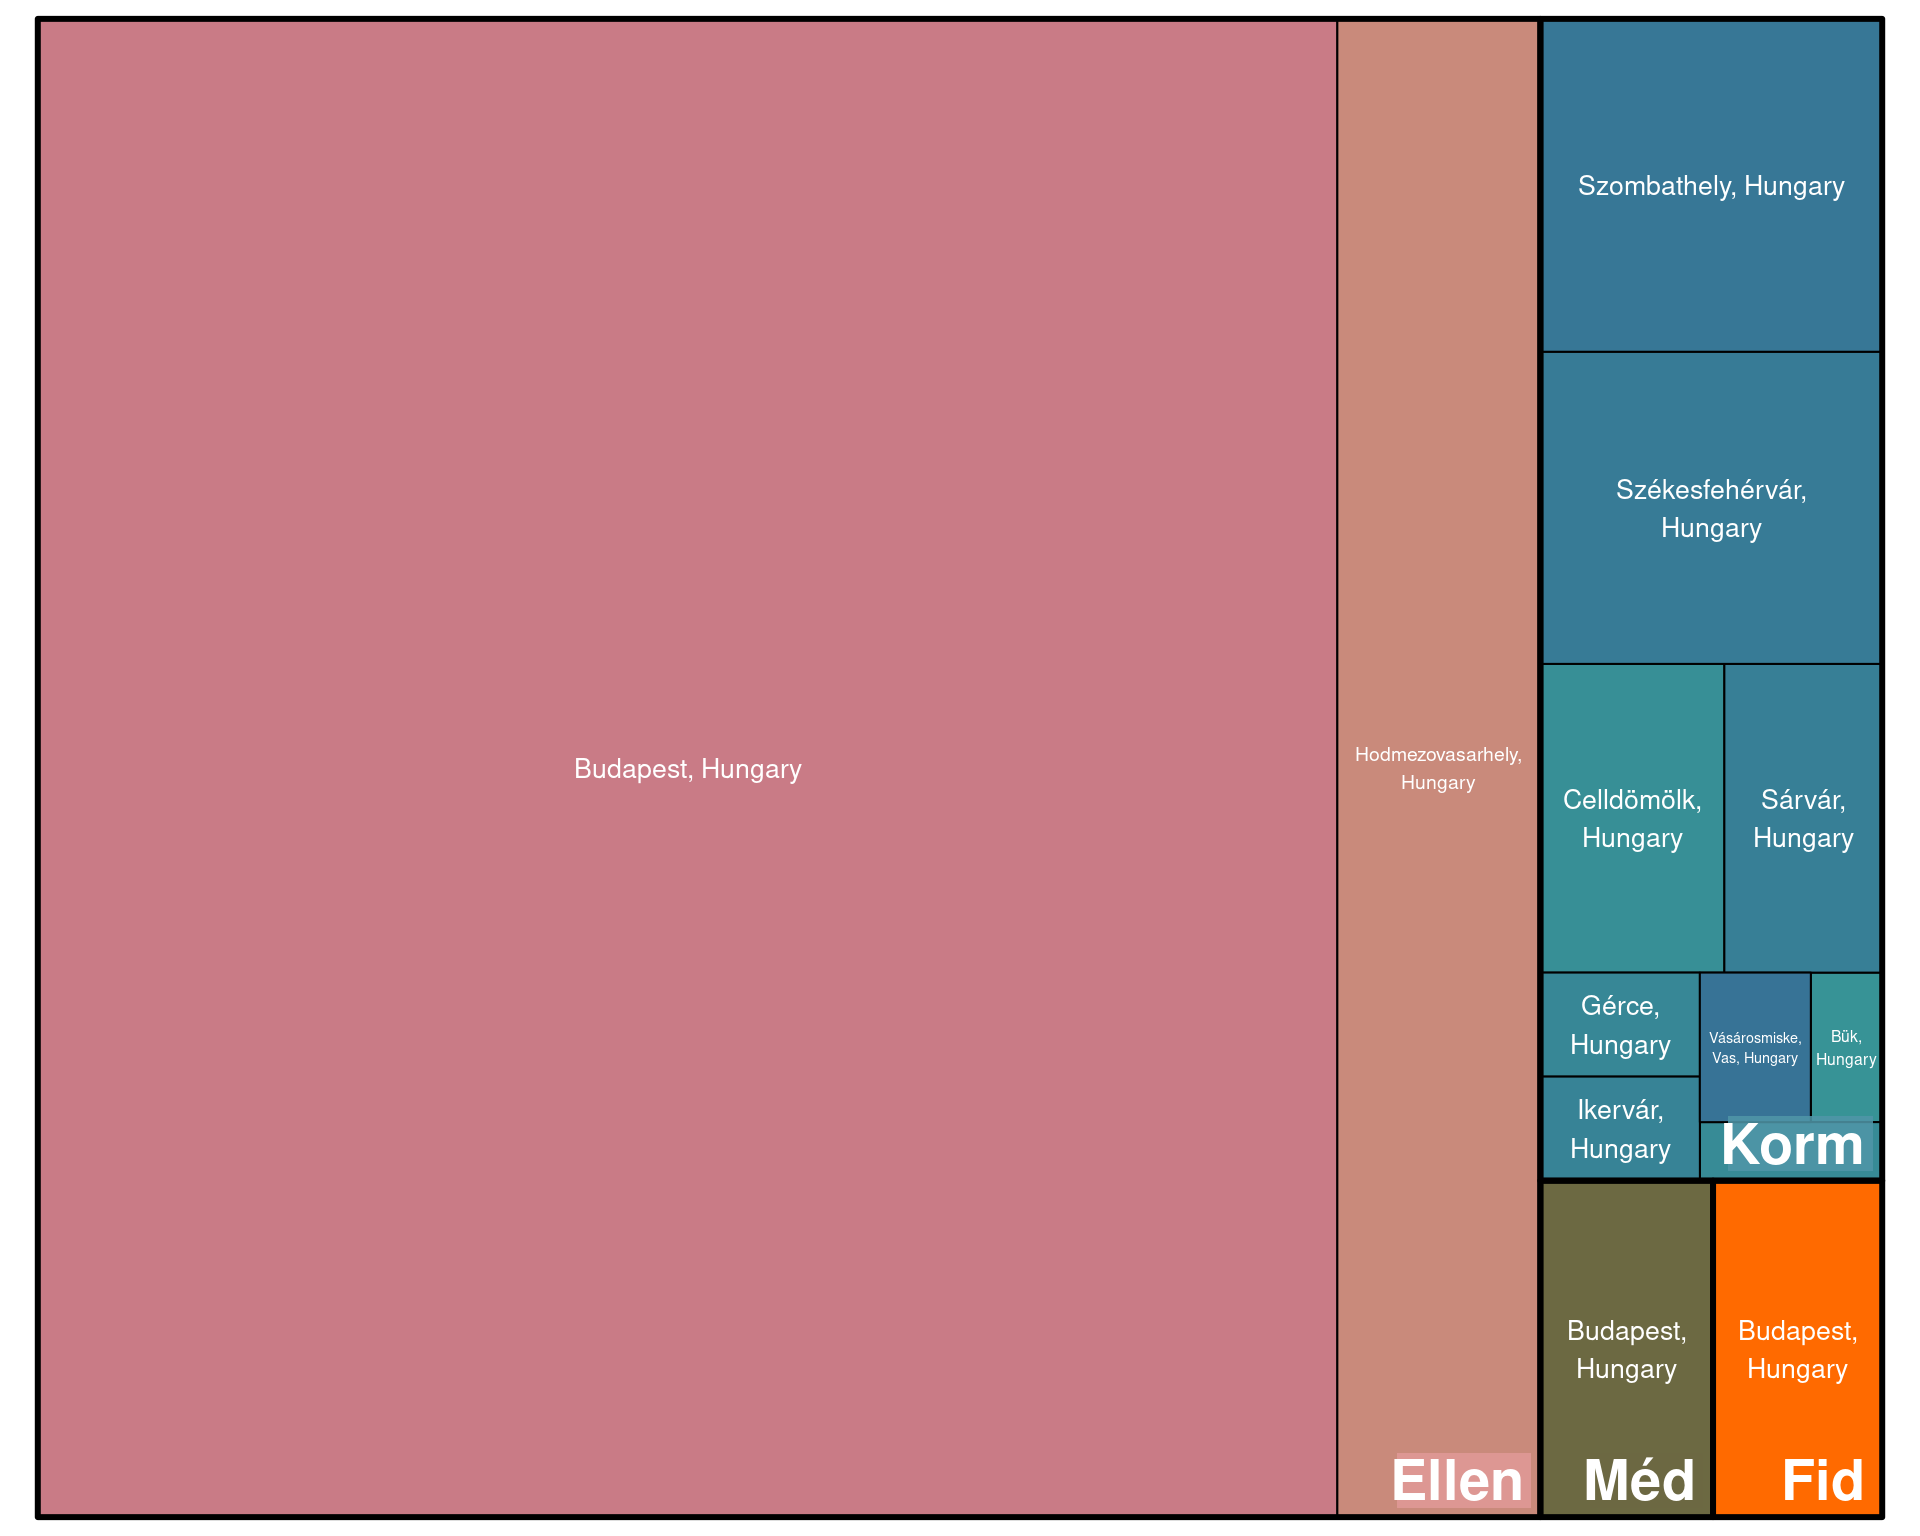 Szombathely, Hungary
Székesfehérvár,
Hungary
Budapest, Hungary
Hodmezovasarhely,
Hungary
Celldömölk,
Hungary
Sárvár,
Hungary
Gérce,
Hungary
Vásárosmiske,
Vas, Hungary
Bük,
Hungary
Ikervár,
Hungary
Korm
Budapest,
Hungary
Budapest,
Hungary
Ellen
Méd
Fid